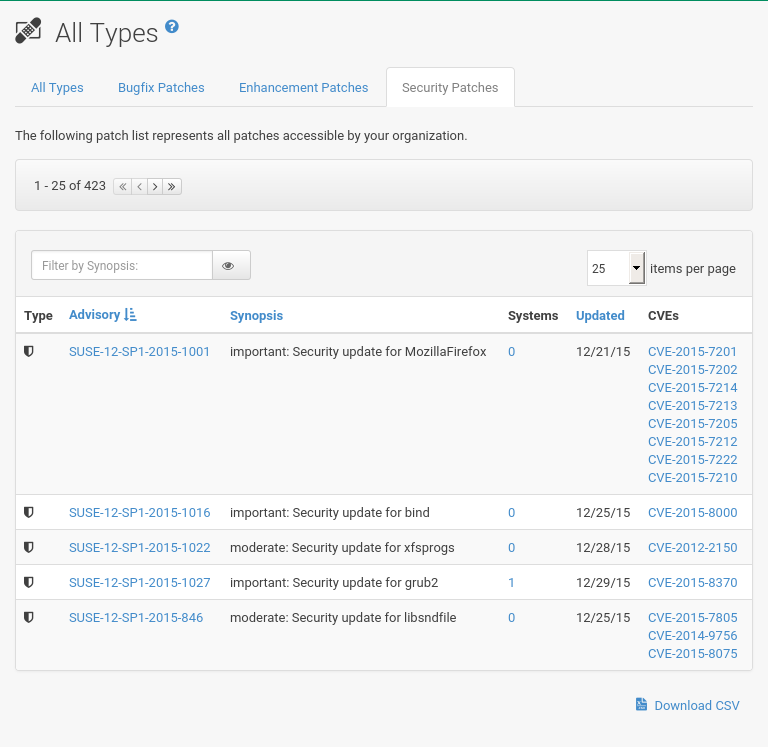 All Types
All Types Bugfix Patches Enhancement Patches Security Patches
The following patch list represents all patches accessible by your organization.
1 - 25 of 423
Filter by Synopsis: 25 items per page
Type Advisory Synopsis Systems Updated CVEs
SUSE-12-SP1-2015-1001 important: Security update for MozillaFirefox 0 12/21/15 CVE-2015-7201
CVE-2015-7202
CVE-2015-7214
CVE-2015-7213
CVE-2015-7205
CVE-2015-7212
CVE-2015-7222
CVE-2015-7210
SUSE-12-SP1-2015-1016 important: Security update for bind 0 12/25/15 CVE-2015-8000
SUSE-12-SP1-2015-1022 moderate: Security update for xfsprogs 0 12/28/15 CVE-2012-2150
SUSE-12-SP1-2015-1027 important: Security update for grub2 1 12/29/15 CVE-2015-8370
SUSE-12-SP1-2015-846 moderate: Security update for libsndfile 0 12/25/15 CVE-2015-7805
CVE-2014-9756
CVE-2015-8075
Download CSV